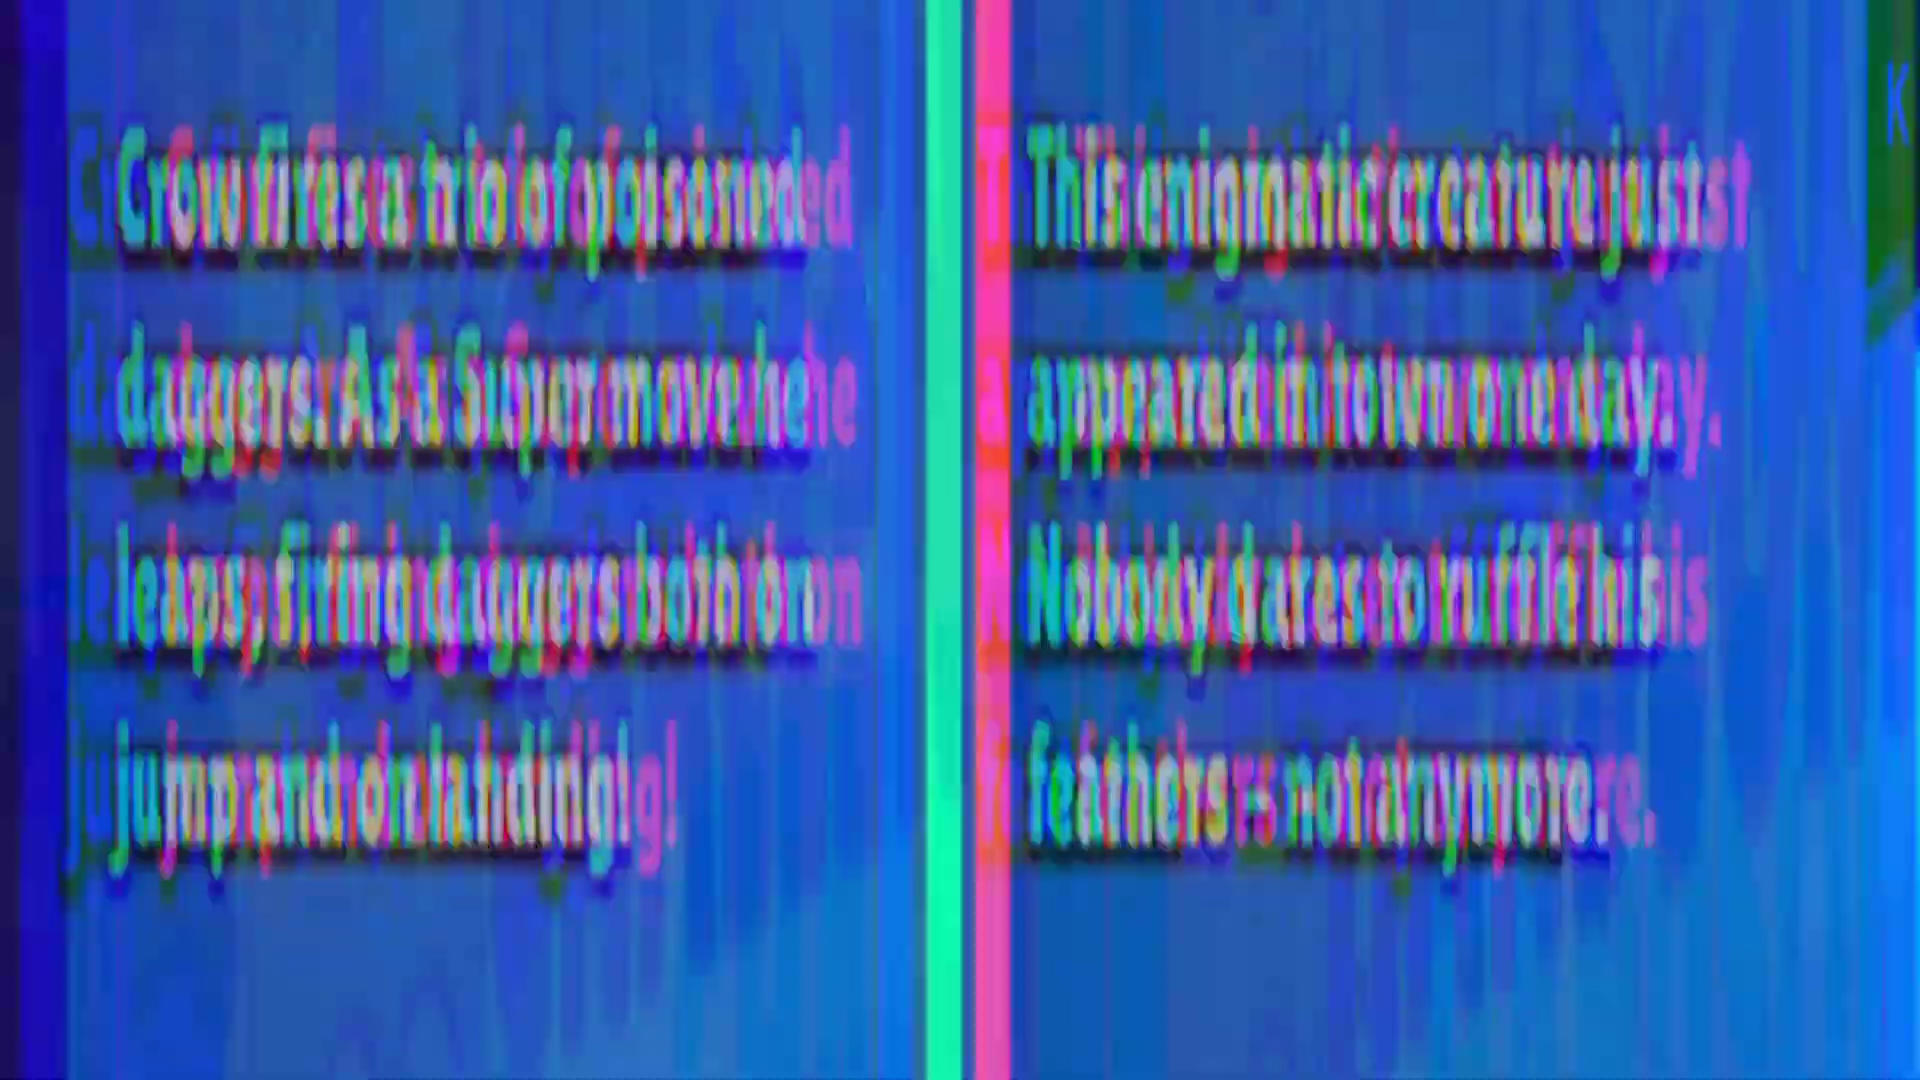 Crow fires a trio of poisoned
daggers. As a Super move he
leaps, firing daggers both on
jump and on landing!
This enigmatic creature just
appeared in town one day.
Nobody dares to ruffle his
feathers - not anymore.
K